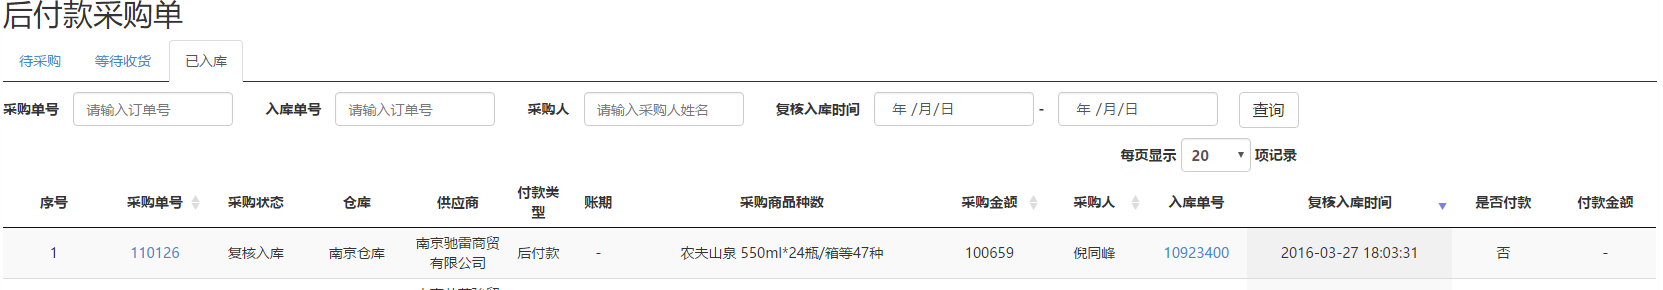 后付款采购单
待采购 等待收货 已入库
采购单号 请输入订单号 入库单号 请输入订单号 采购人 请输入采购人姓名 复核入库时间 年 /月/日 - 年 /月/日 查询
每页显示 20 项记录
序号 采购单号 采购状态 仓库 供应商 付款类型 账期 采购商品种数 采购金额 采购人 入库单号 复核入库时间 是否付款 付款金额
1 110126 复核入库 南京仓库 南京驰雷商贸有限公司 后付款 - 农夫山泉 550ml*24瓶/箱等47种 100659 倪同峰 10923400 2016-03-27 18:03:31 否 -